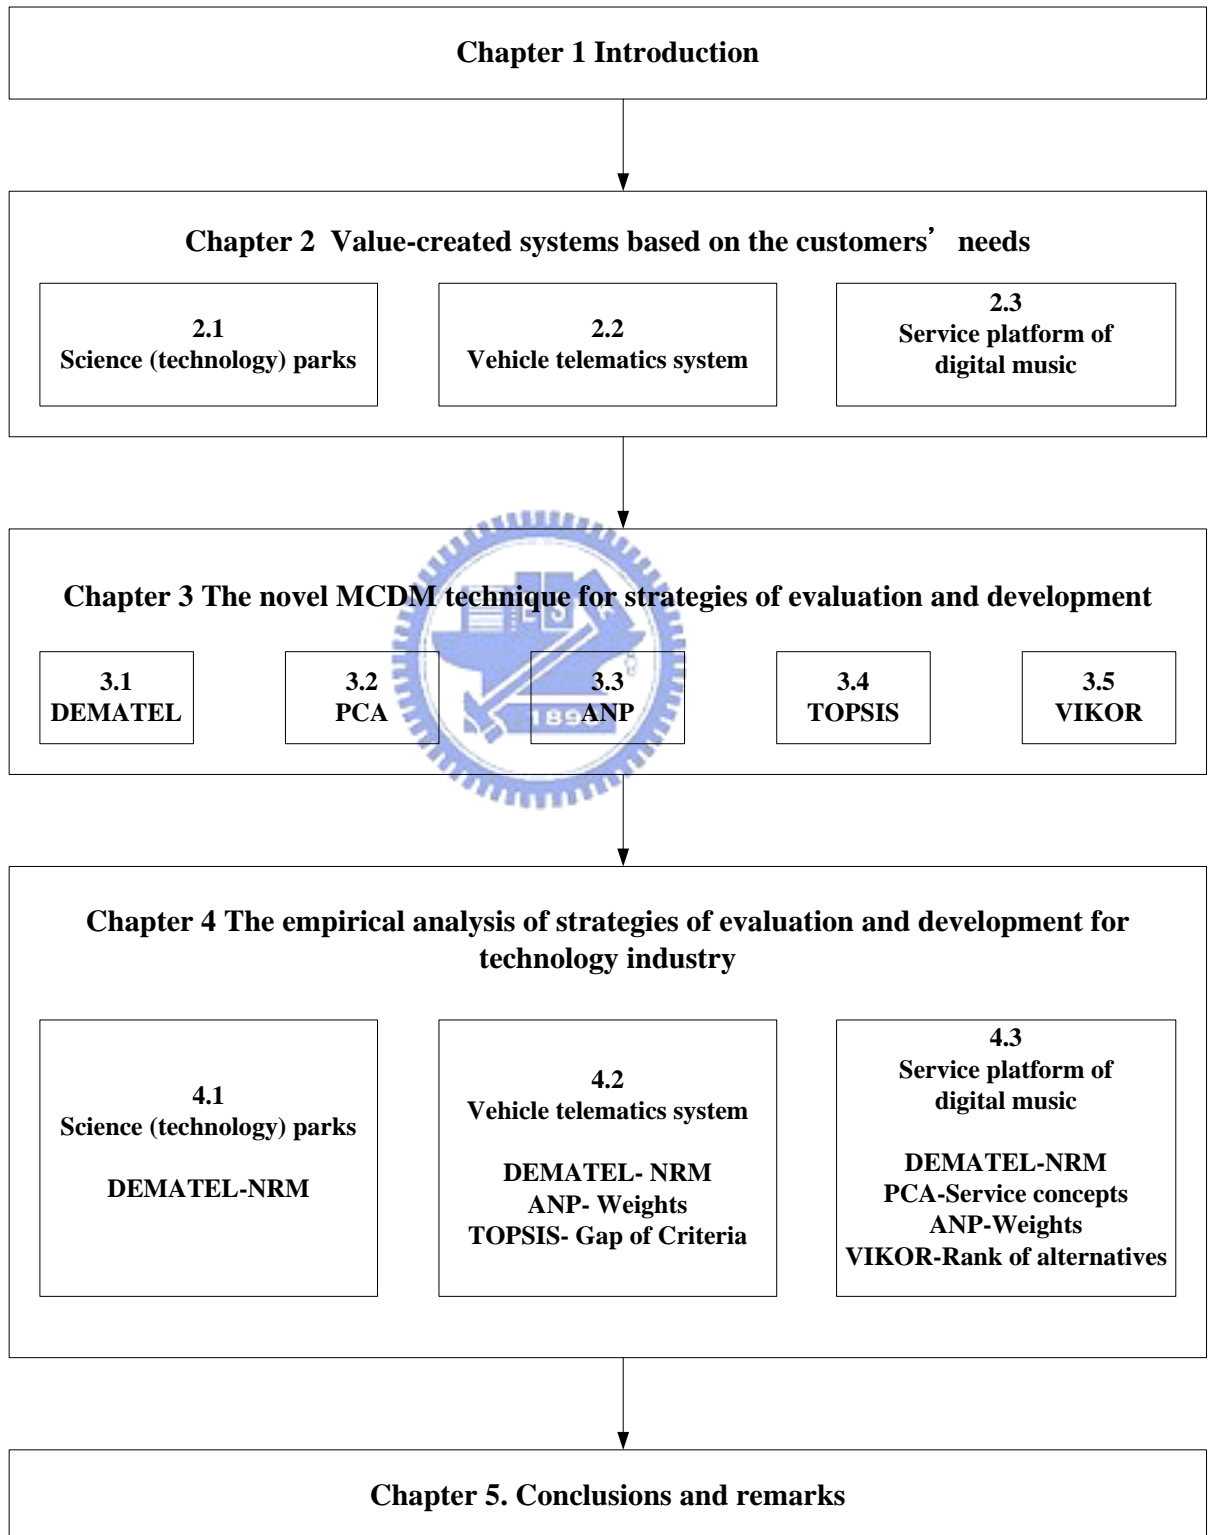 Chapter 1 Introduction
Chapter 2  Value-created systems based on the customers’ needs
2.1
Science (technology) parks
2.2
Vehicle telematics system
2.3
Service platform of
digital music
Chapter 3 The novel MCDM technique for strategies of evaluation and development
3.1
DEMATEL
3.2
PCA
3.3
ANP
3.4
TOPSIS
3.5
VIKOR
Chapter 4 The empirical analysis of strategies of evaluation and development for
technology industry
4.1
Science (technology) parks
DEMATEL-NRM
4.2
Vehicle telematics system
DEMATEL- NRM
ANP- Weights
TOPSIS- Gap of Criteria
4.3
Service platform of
digital music
DEMATEL-NRM
PCA-Service concepts
ANP-Weights
VIKOR-Rank of alternatives
Chapter 5. Conclusions and remarks